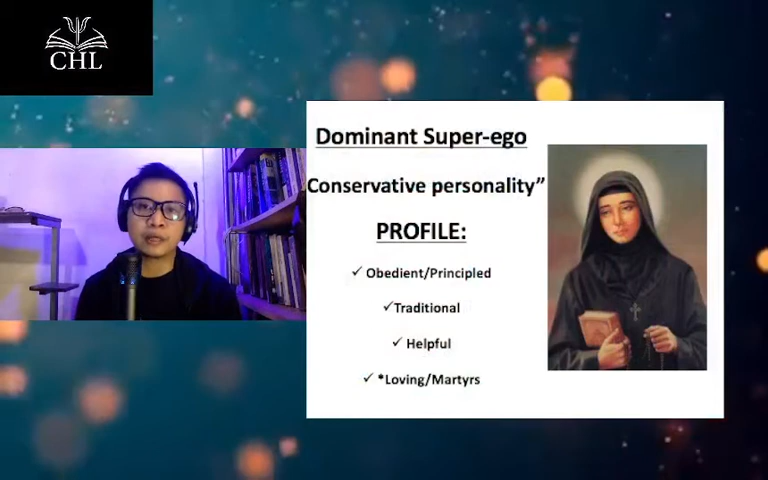 CHL
Dominant Super-ego
Conservative personality”
PROFILE:
✓ Obedient/Principled
✓Traditional
✓ Helpful
✓ *Loving/Martyrs